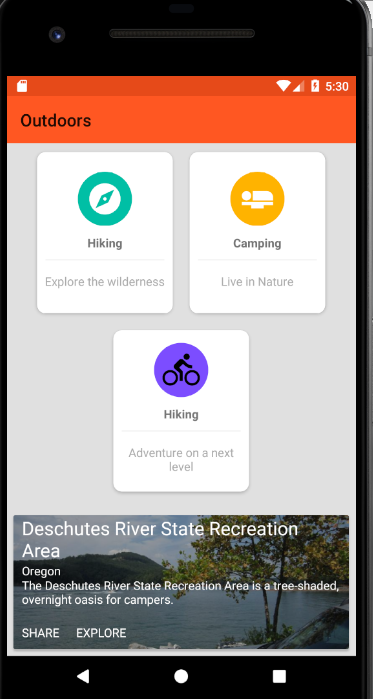 5:30
Outdoors
Hiking
Explore the wilderness
Camping
Live in Nature
Hiking
Adventure on a next
level
Deschutes River State Recreation
Area
Oregon
The Deschutes River State Recreation Area is a tree-shaded,
overnight oasis for campers.
SHARE EXPLORE